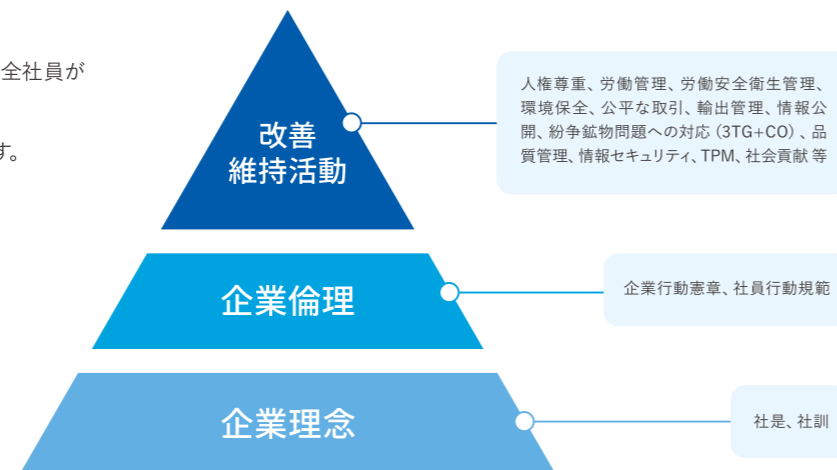 全社員が
す。
改善
維持活動
人権尊重、労働管理、労働安全衛生管理、
環境保全、公平な取引、輸出管理、情報公
開、紛争鉱物問題への対応（3TG+CO）、品
質管理、情報セキュリティ、TPM、社会貢献 等
企業倫理
企業行動憲章、社員行動規範
企業理念
社是、社訓